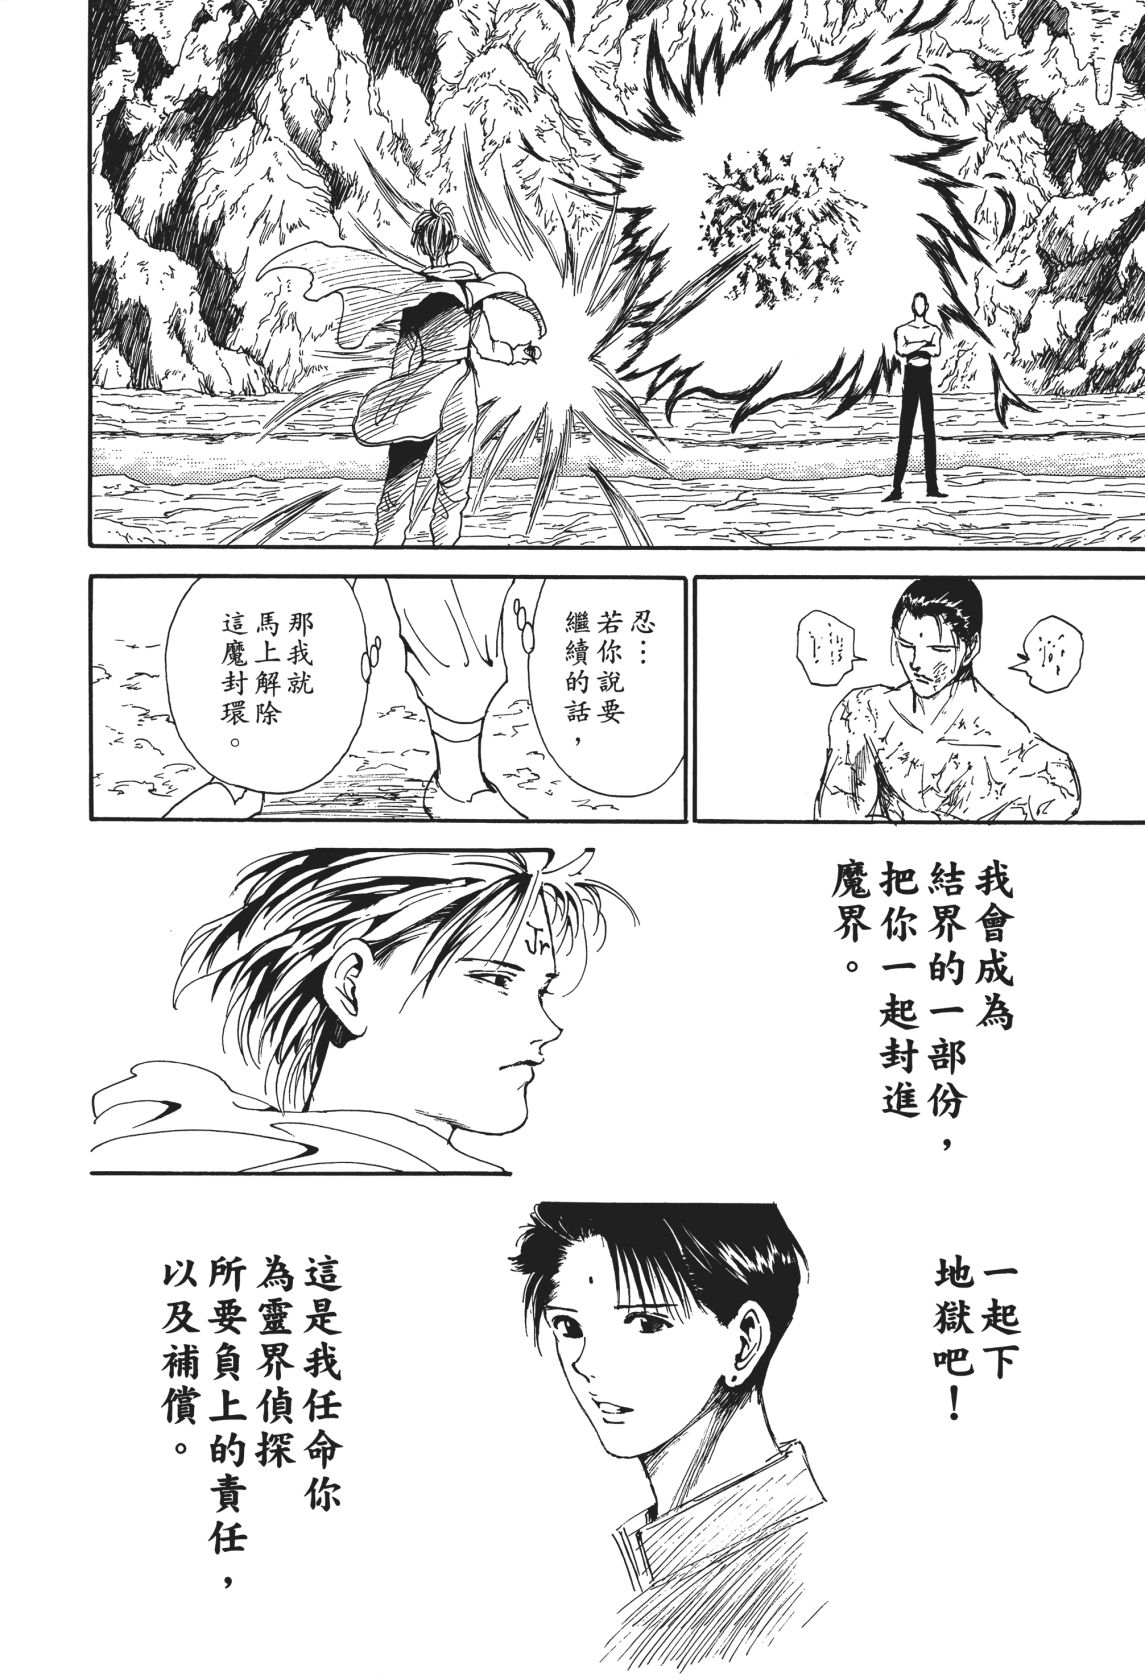 忍…
若你說要
繼續的話，
那我就
馬上解除
這魔封環。
我會成為
結界的一部份，
把你一起封進
魔界。
Jr
一起下
地獄吧！
這是我任命你
為靈界偵探
所要負上的責任，
以及補償。